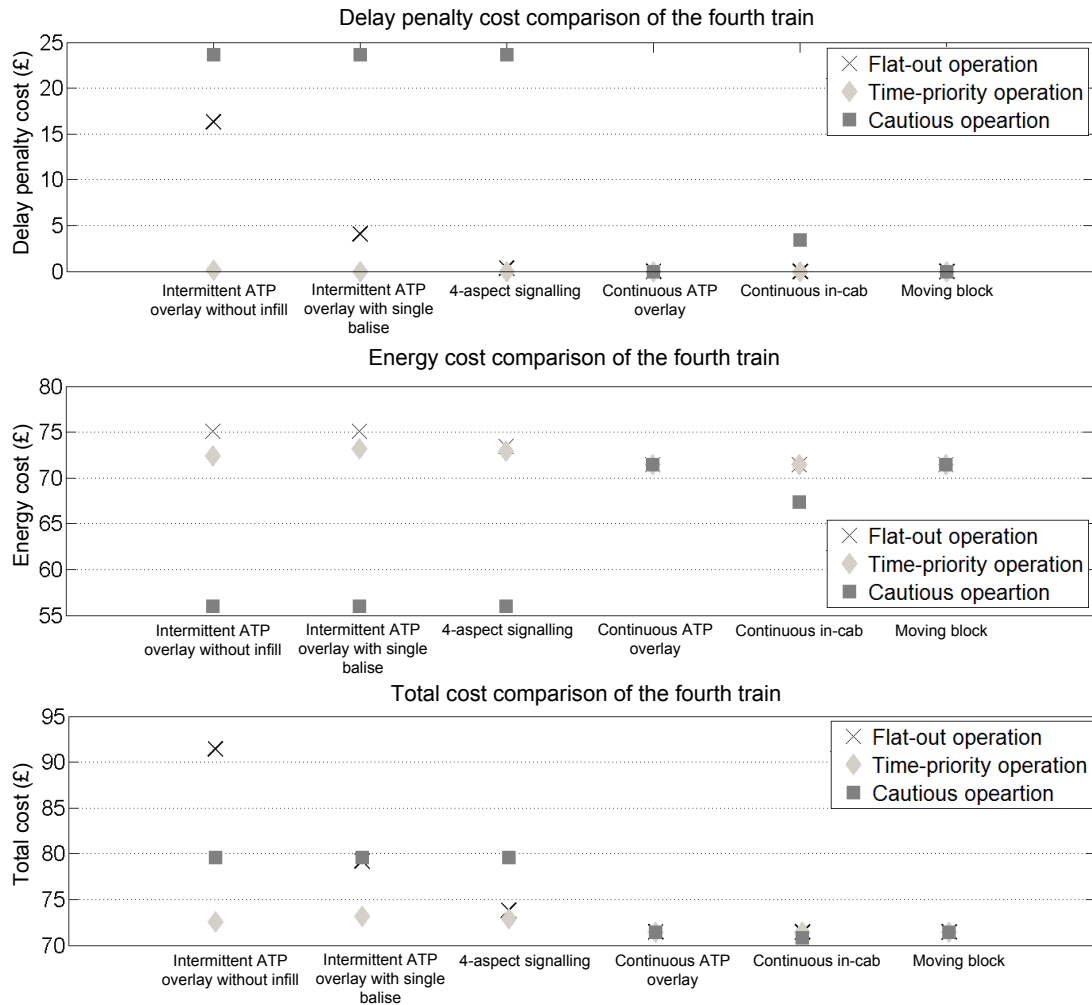 Delay penalty cost comparison of the fourth train
Delay penalty cost (£)
25
20
15
10
5
0
Flat-out operation
Time-priority operation
Cautious opeartion
Intermittent ATP
overlay without infill
Intermittent ATP
overlay with single
balise
4-aspect signalling
Continuous ATP
overlay
Continuous in-cab
Moving block
Energy cost comparison of the fourth train
Energy cost (£)
80
75
70
65
60
55
Flat-out operation
Time-priority operation
Cautious opeartion
Intermittent ATP
overlay without infill
Intermittent ATP
overlay with single
balise
4-aspect signalling
Continuous ATP
overlay
Continuous in-cab
Moving block
Total cost comparison of the fourth train
Total cost (£)
95
90
85
80
75
70
Flat-out operation
Time-priority operation
Cautious opeartion
Intermittent ATP
overlay without infill
Intermittent ATP
overlay with single
balise
4-aspect signalling
Continuous ATP
overlay
Continuous in-cab
Moving block